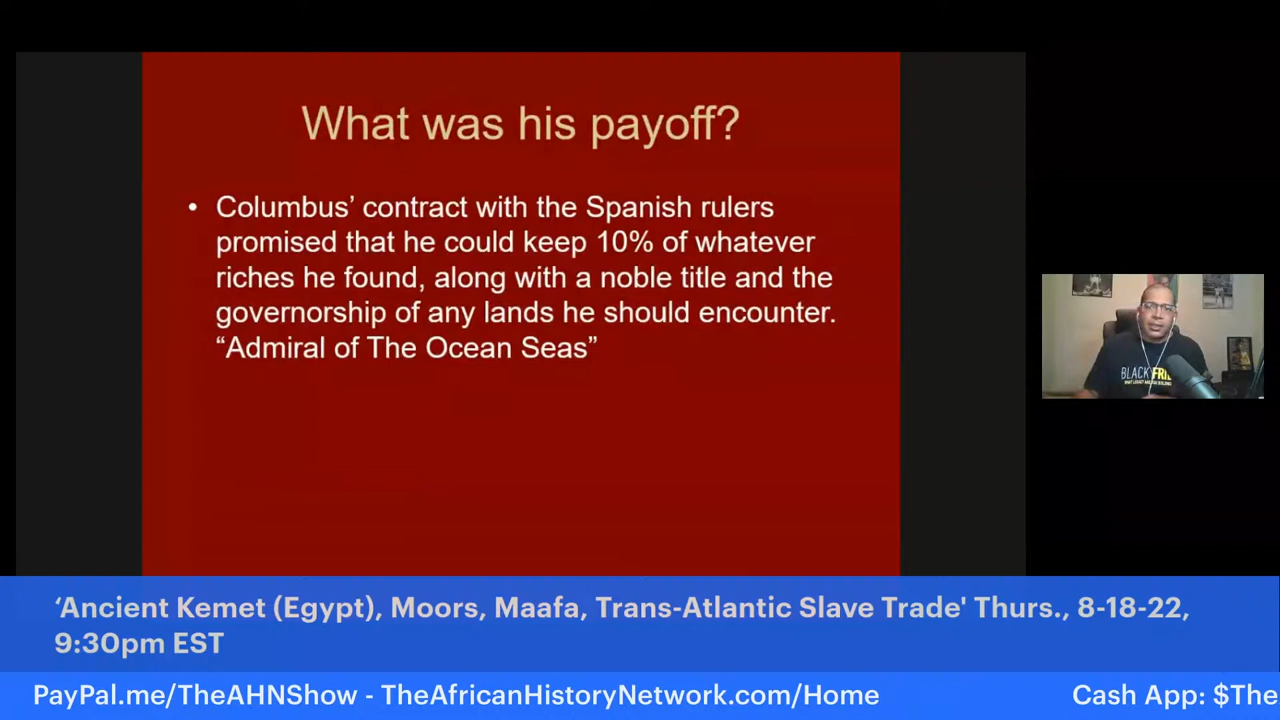 What was his payoff?
• Columbus’ contract with the Spanish rulers
promised that he could keep 10% of whatever
riches he found, along with a noble title and the
governorship of any lands he should encounter.
“Admiral of The Ocean Seas”
BLACK FRI
‘Ancient Kemet (Egypt), Moors, Maafa, Trans-Atlantic Slave Trade' Thurs., 8-18-22,
9:30pm EST
PayPal.me/TheAHNShow - TheAfricanHistoryNetwork.com/Home
Cash App: $The